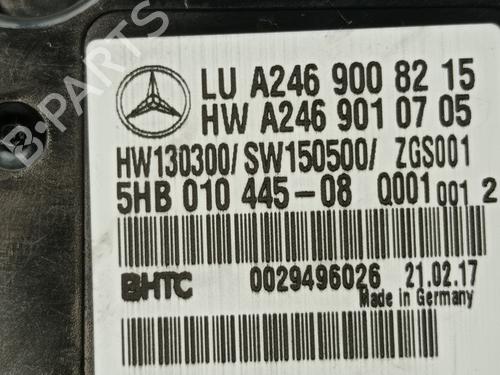 LU A246 900 82 15
HW A246 901 07 05
HW130300/ SW150500/ ZGS001
5HB 010 445-08 Q001 001 2
BHTC 0029496026 21.02.17
Made in Germany
B-PARTS